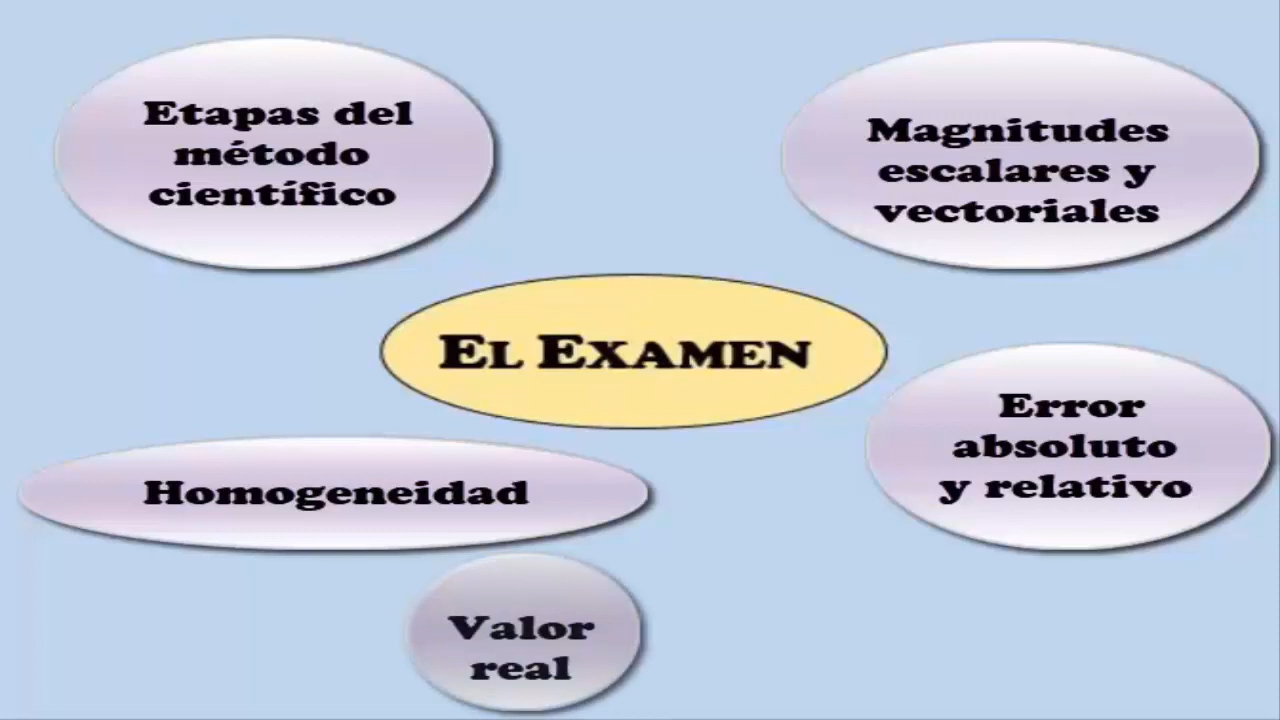 Etapas del
método
científico
Magnitudes
escalares y
vectoriales
EL EXAMEN
Error
absoluto
y relativo
Homogeneidad
Valor
real